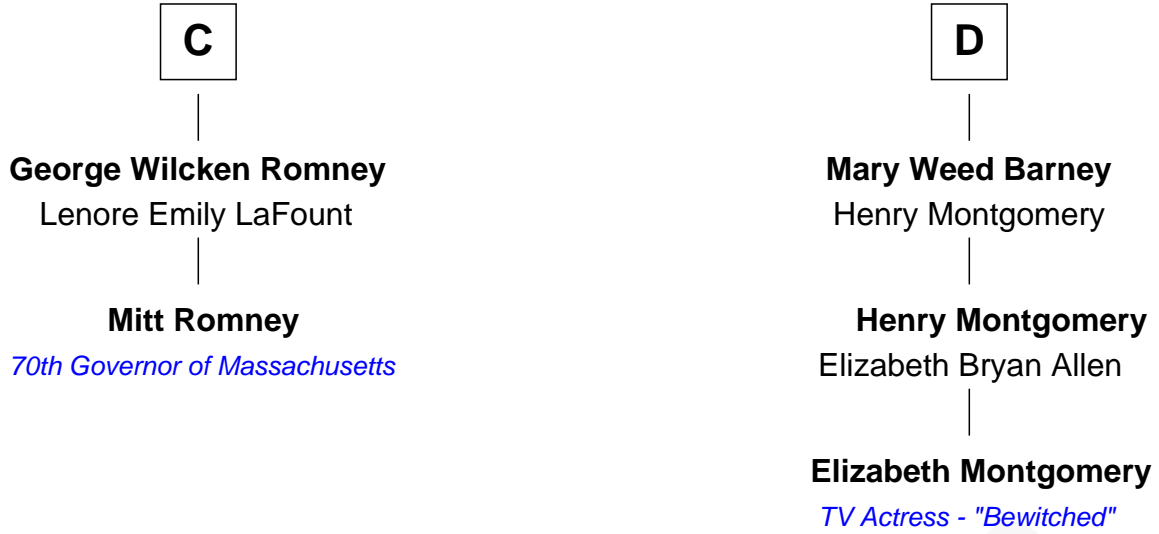 C
George Wilcken Romney
Lenore Emily LaFount
Mitt Romney
70th Governor of Massachusetts
D
Mary Weed Barney
Henry Montgomery
Henry Montgomery
Elizabeth Bryan Allen
Elizabeth Montgomery
TV Actress - "Bewitched"